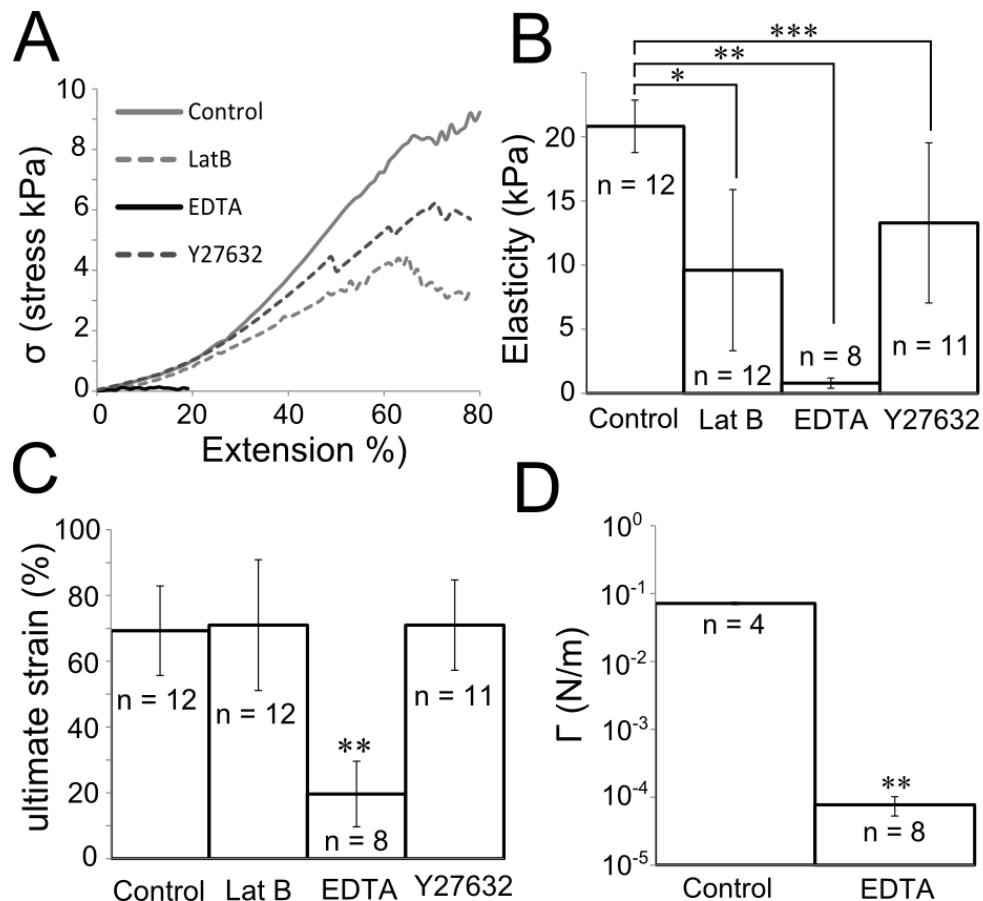 A
σ (stress kPa)
10
8
6
4
2
0
Control
LatB
EDTA
Y27632
0
20
40
60
80
Extension %)
B
Elasticity (kPa)
20
15
10
5
0
*
**
***
n = 12
n = 12
n = 8
n = 11
Control
Lat B
EDTA
Y27632
C
ultimate strain (%)
100
80
60
40
20
0
n = 12
n = 12
**
n = 8
n = 11
Control
Lat B
EDTA
Y27632
D
Γ (N/m)
10⁰
10⁻¹
10⁻²
10⁻³
10⁻⁴
10⁻⁵
n = 4
**
n = 8
Control
EDTA